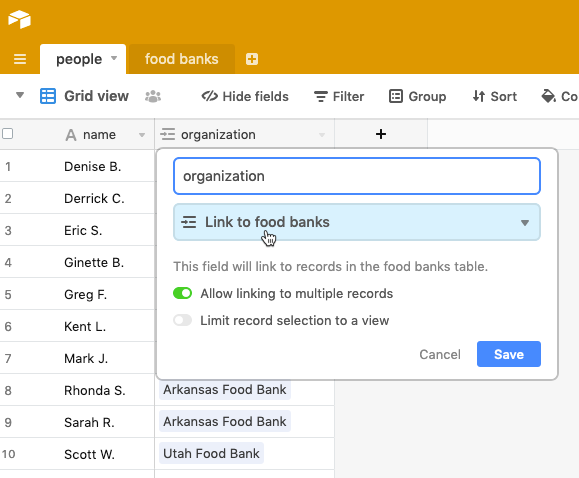 people food banks
Grid view Hide fields Filter Group Sort Co
A name organization +
organization
1 Denise B.
Link to food banks
2 Derrick C.
3 Eric S.
4 Ginette B.
This field will link to records in the food banks table.
5 Greg F.
Allow linking to multiple records
6 Kent L.
Limit record selection to a view
7 Mark J.
Cancel Save
8 Rhonda S. Arkansas Food Bank
9 Sarah R. Arkansas Food Bank
10 Scott W. Utah Food Bank